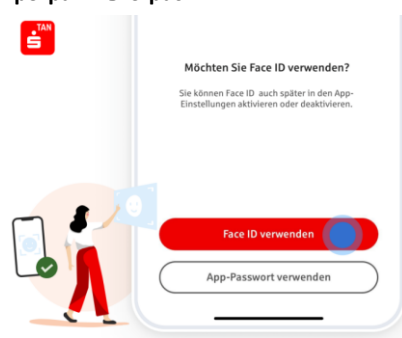 TAN
Möchten Sie Face ID verwenden?
Sie können Face ID auch später in den App-
Einstellungen aktivieren oder deaktivieren.
Face ID verwenden
App-Passwort verwenden